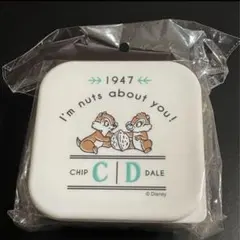 1947
I'm nuts about you!
CHIP C | D DALE
© Disney